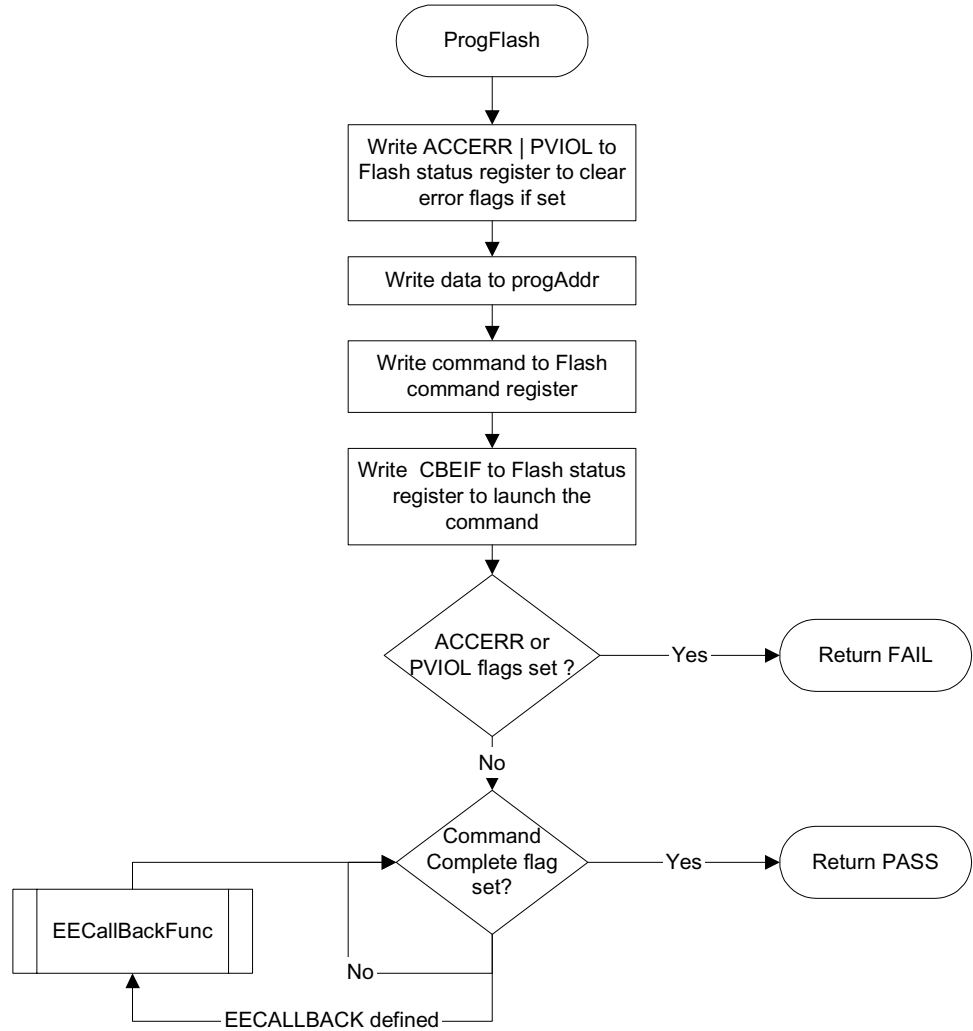 ProgFlash
Write ACCERR | PVIOL to
Flash status register to clear
error flags if set
Write data to progAddr
Write command to Flash
command register
Write CBEIF to Flash status
register to launch the
command
ACCERR or
PVIOL flags set ?
Yes
Return FAIL
No
Command
Complete flag
set?
Yes
Return PASS
EECallBackFunc
No
EECALLBACK defined